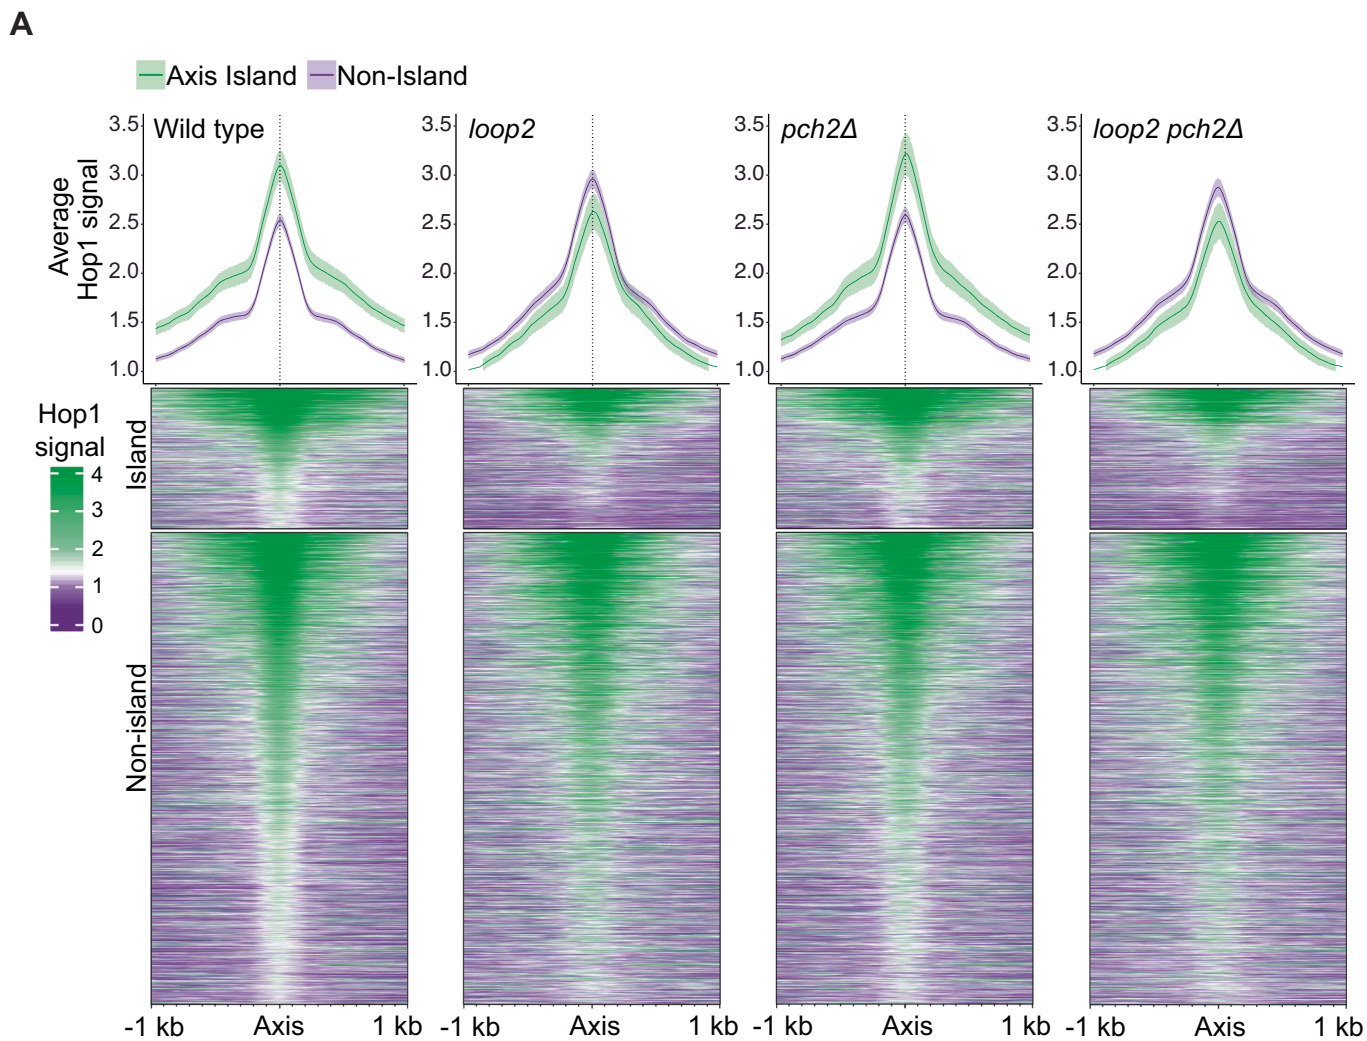 A
Axis Island Non-Island
Wild type loop2 pch2Δ loop2 pch2Δ
Average
Hop1 signal
3.5 3.5 3.5 3.5
3.0 3.0 3.0 3.0
2.5 2.5 2.5 2.5
2.0 2.0 2.0 2.0
1.5 1.5 1.5 1.5
1.0 1.0 1.0 1.0
Hop1
signal
4
3
2
1
0
Island
Non-island
-1 kb Axis 1 kb -1 kb Axis 1 kb -1 kb Axis 1 kb -1 kb Axis 1 kb